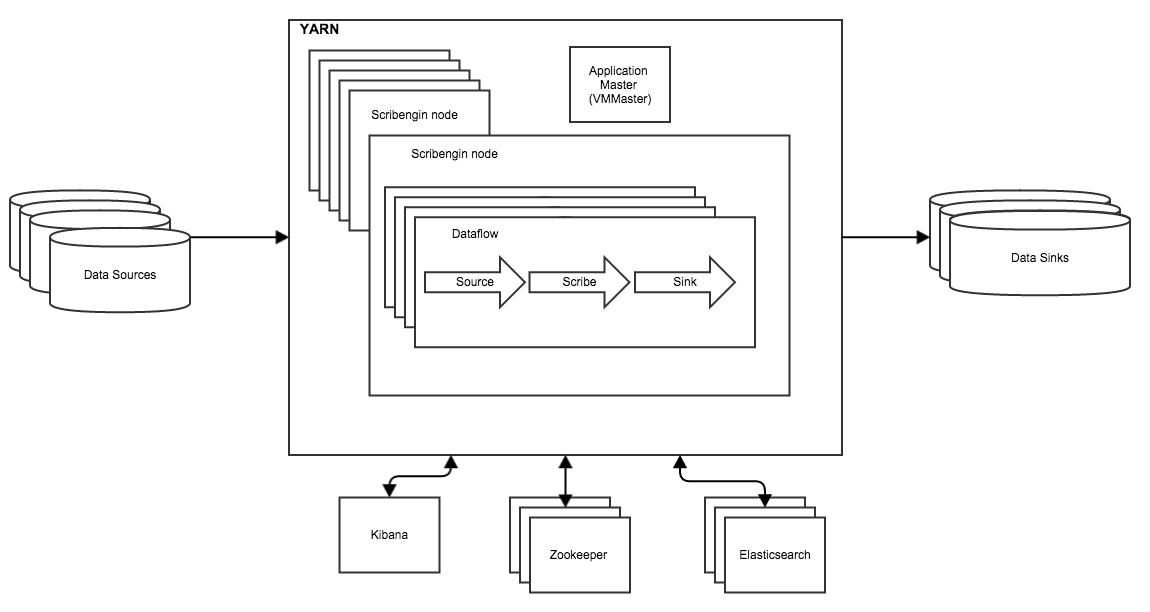 YARN
Application
Master
(VMMaster)
Scribengin node
Scribengin node
Dataflow
Source
Scribe
Sink
Data Sources
Data Sinks
Kibana
Zookeeper
Elasticsearch